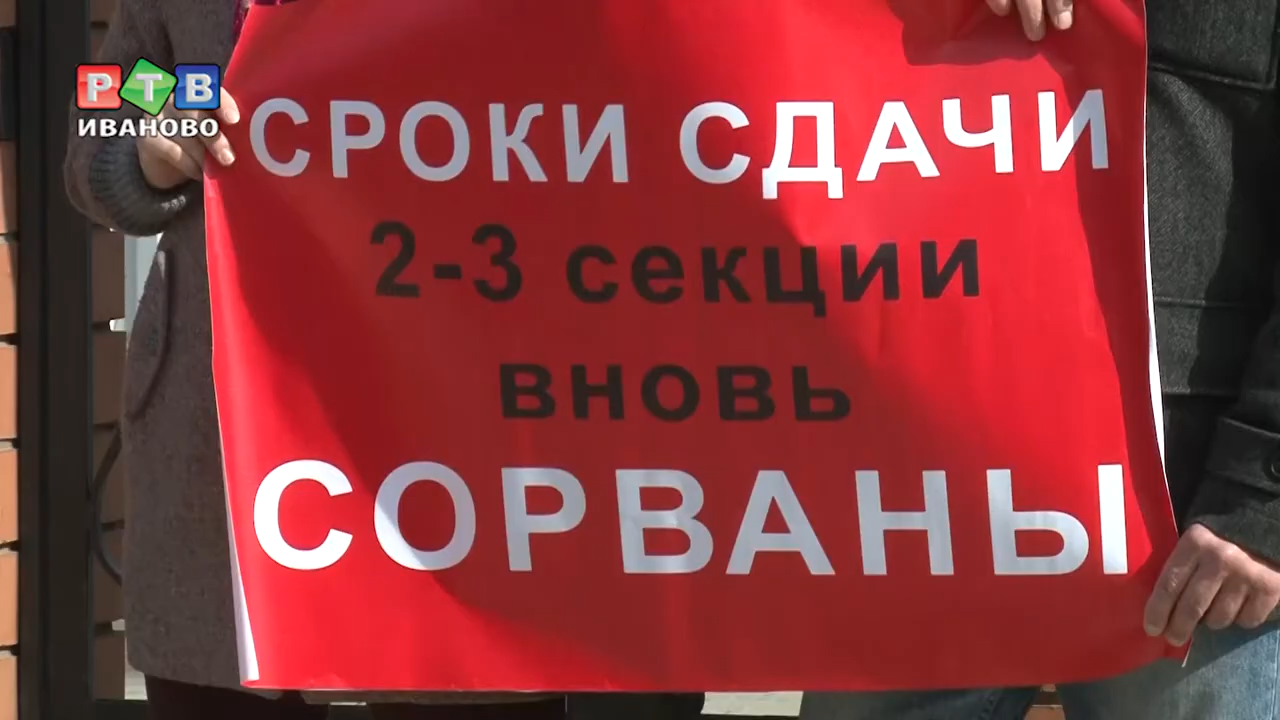 РТВ
ИВАНОВО
СРОКИ СДАЧИ
2-3 секции
вновь
СОРВАНЫ